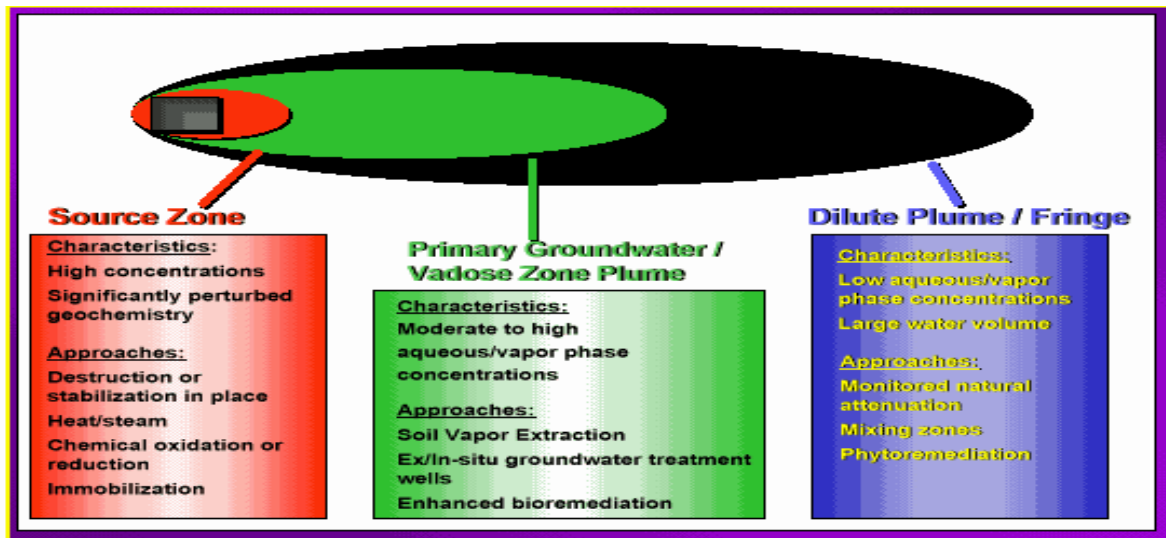 Source Zone
Characteristics:
High concentrations
Significantly perturbed
geochemistry
Approaches:
Destruction or
stabilization in place
Heat/steam
Chemical oxidation or
reduction
Immobilization
Primary Groundwater /
Vadose Zone Plume
Characteristics:
Moderate to high
aqueous/vapor phase
concentrations
Approaches:
Soil Vapor Extraction
Ex/In-situ groundwater treatment
wells
Enhanced bioremediation
Dilute Plume / Fringe
Characteristics:
Low aqueous/vapor
phase concentrations
Large water volume
Approaches:
Monitored natural
attenuation
Mixing zones
Phytoremediation